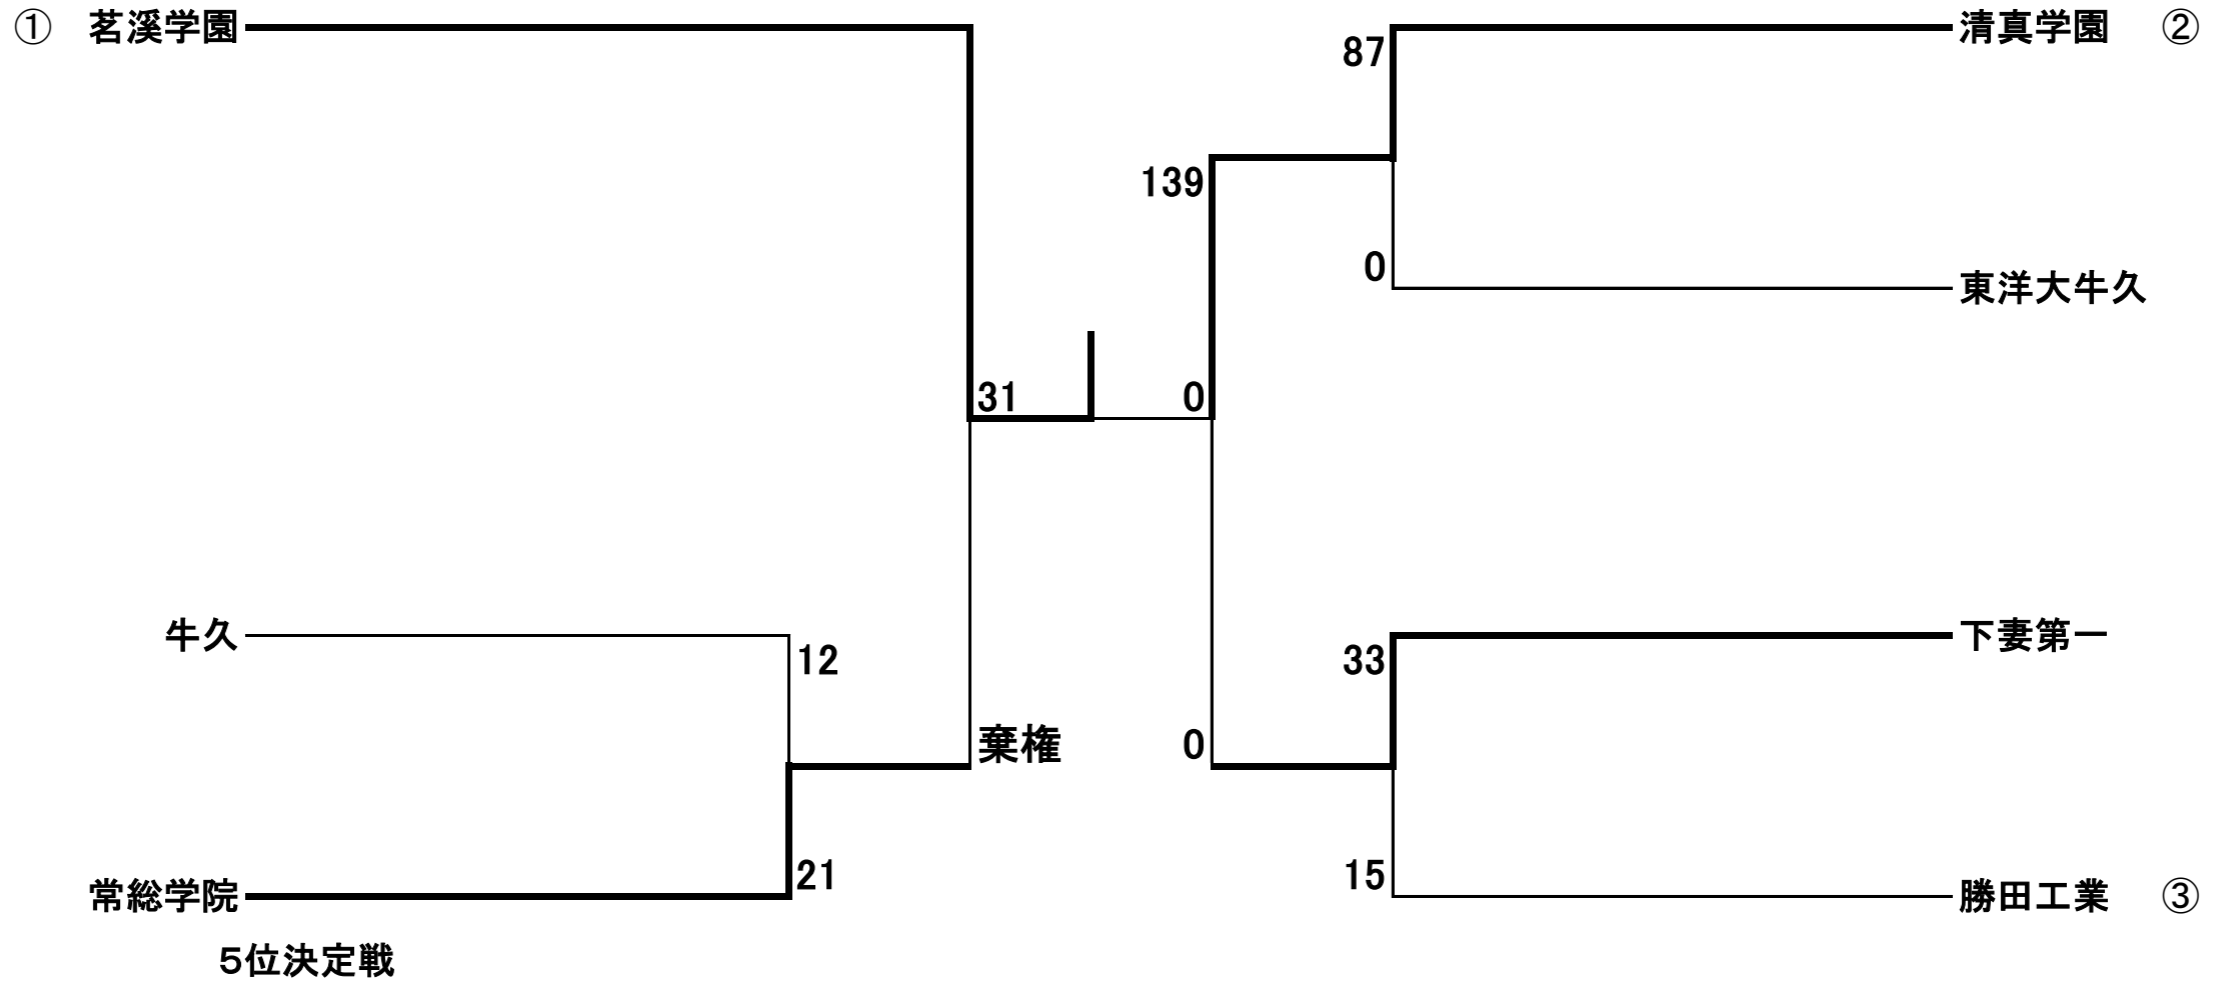 ① 茗溪学園
清真学園 ②
87
139
0
東洋大牛久
31
0
牛久
12
33
下妻第一
棄権
0
21
15
常総学院
勝田工業 ③
5位決定戦